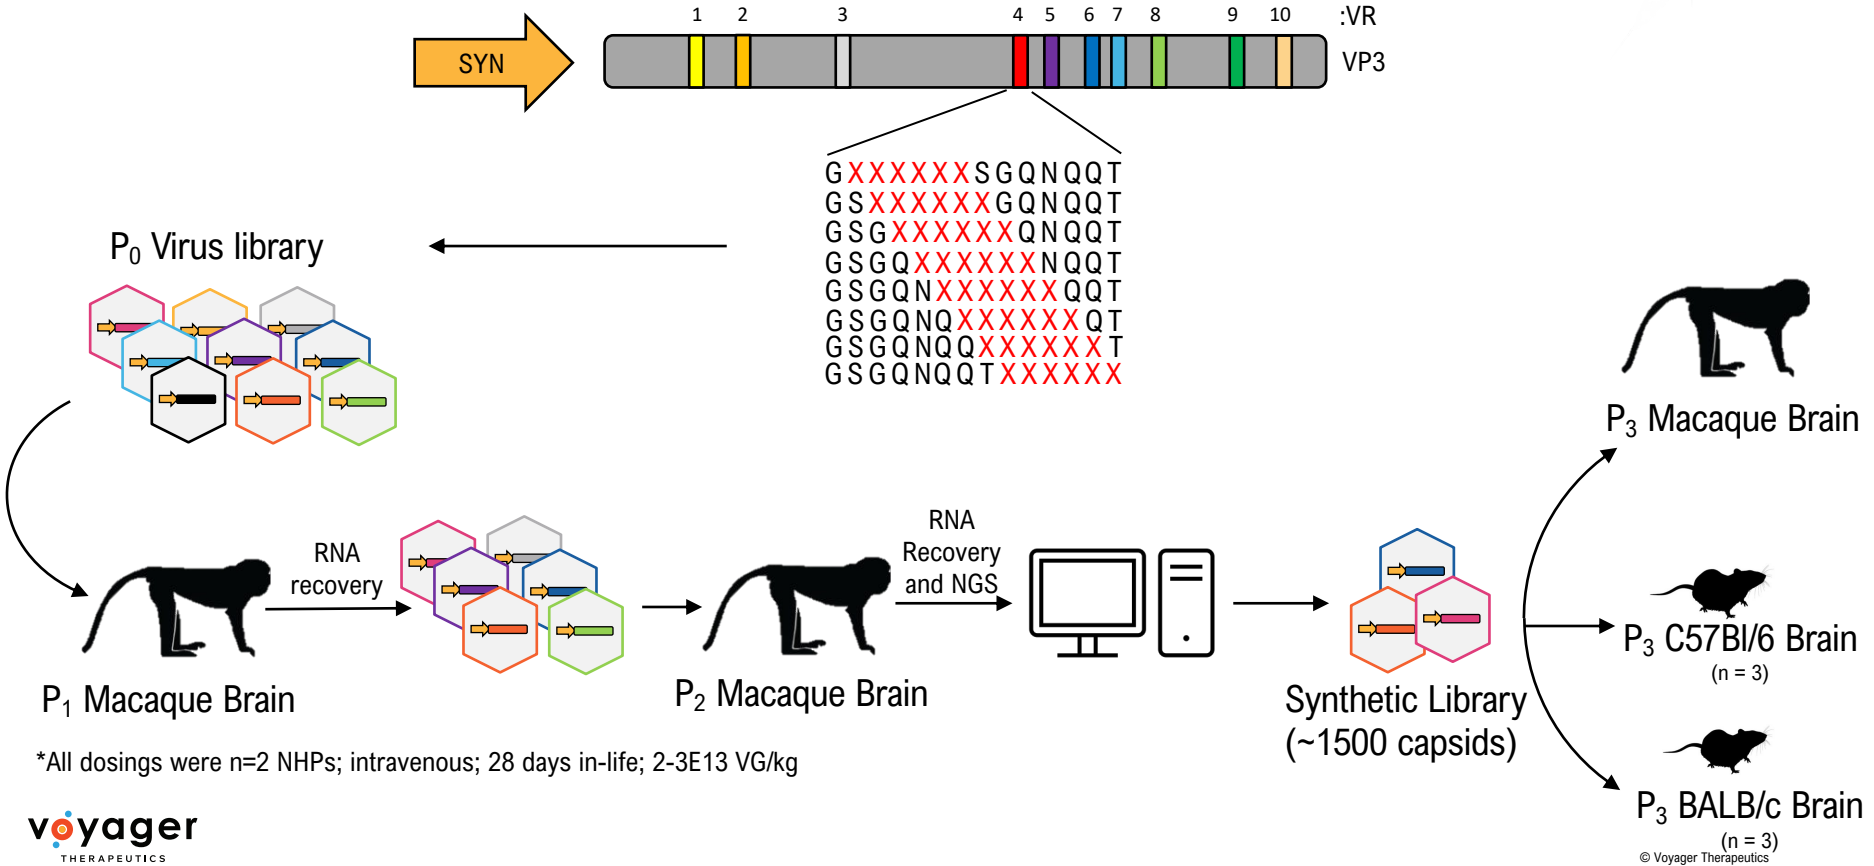 1 2 3 4 5 6 7 8 9 10 :VR
SYN
VP3
GXXXXXXSGQNQQT
GSXXXXXXGQNQQT
GSGXXXXXXQNQQT
GSGQXXXXXXNQQT
GSGQNXXXXXXQQT
GSGQNQXXXXXXQT
GSGQNQQXXXXXXT
GSGQNQQTXXXXXX
P0 Virus library
P1 Macaque Brain
RNA
recovery
P2 Macaque Brain
RNA
Recovery
and NGS
Synthetic Library
(~1500 capsids)
P3 Macaque Brain
P3 C57Bl/6 Brain
(n = 3)
P3 BALB/c Brain
(n = 3)
*All dosings were n=2 NHPs; intravenous; 28 days in-life; 2-3E13 VG/kg
voyager
THERAPEUTICS
© Voyager Therapeutics